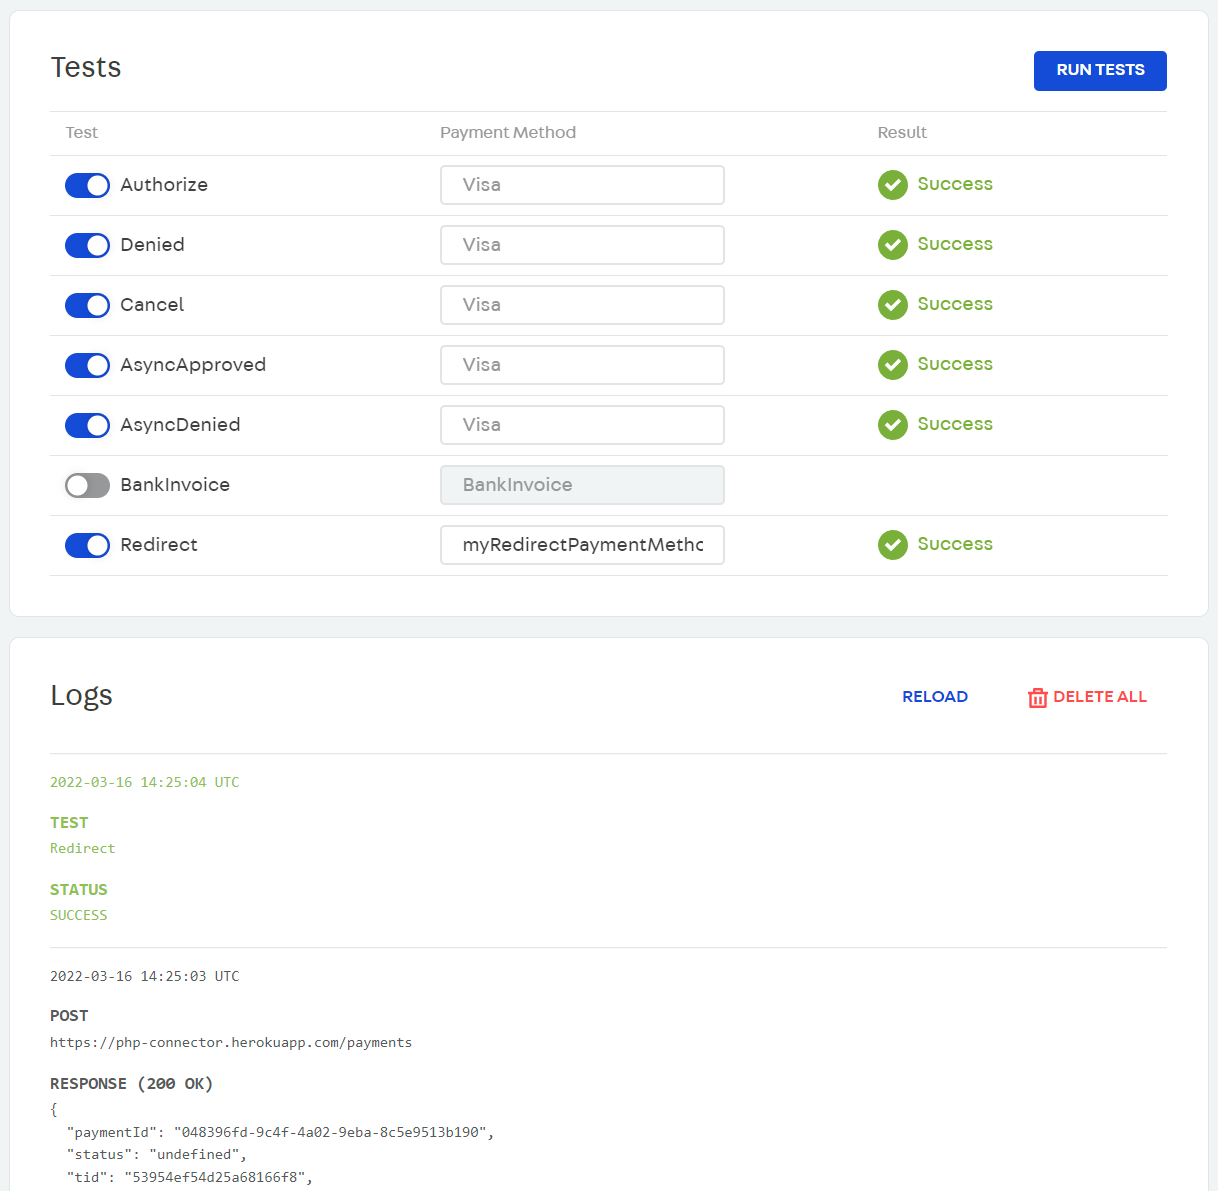 Tests
RUN TESTS
Test Payment Method Result
Authorize Visa Success
Denied Visa Success
Cancel Visa Success
AsyncApproved Visa Success
AsyncDenied Visa Success
BankInvoice BankInvoice
Redirect myRedirectPaymentMethc Success
Logs
RELOAD DELETE ALL
2022-03-16 14:25:04 UTC
TEST
Redirect
STATUS
SUCCESS
2022-03-16 14:25:03 UTC
POST
https://php-connector.herokuapp.com/payments
RESPONSE (200 OK)
{
"paymentId": "048396fd-9c4f-4a02-9eba-8c5e9513b190",
"status": "undefined",
"tid": "53954ef54d25a68166f8",